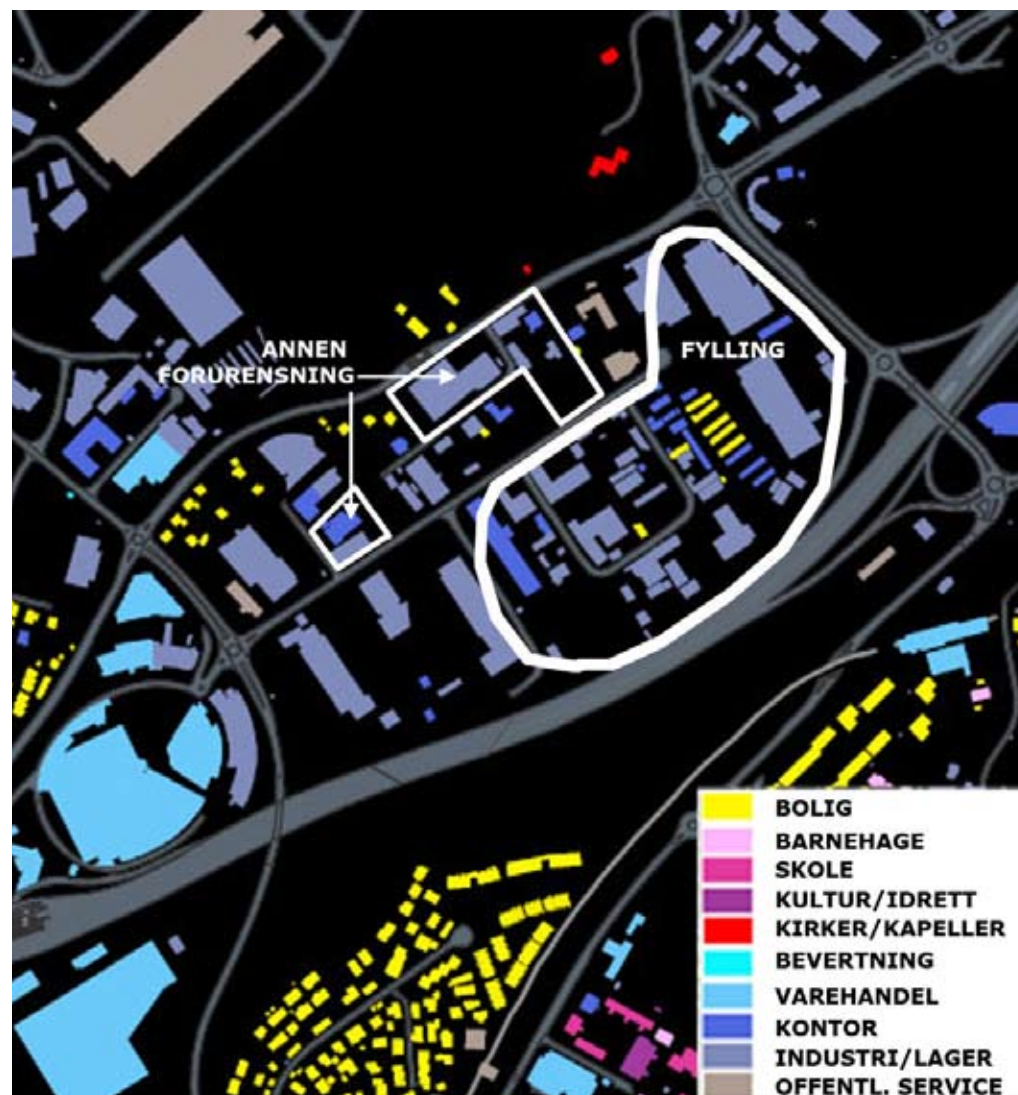 ANNEN
FORURENSNING
FYLLING
BOLIG
BARNEHAGE
SKOLE
KULTUR/IDRETT
KIRKER/KAPELLER
BEVERTNING
VAREHANDEL
KONTOR
INDUSTRI/LAGER
OFFENTL. SERVICE